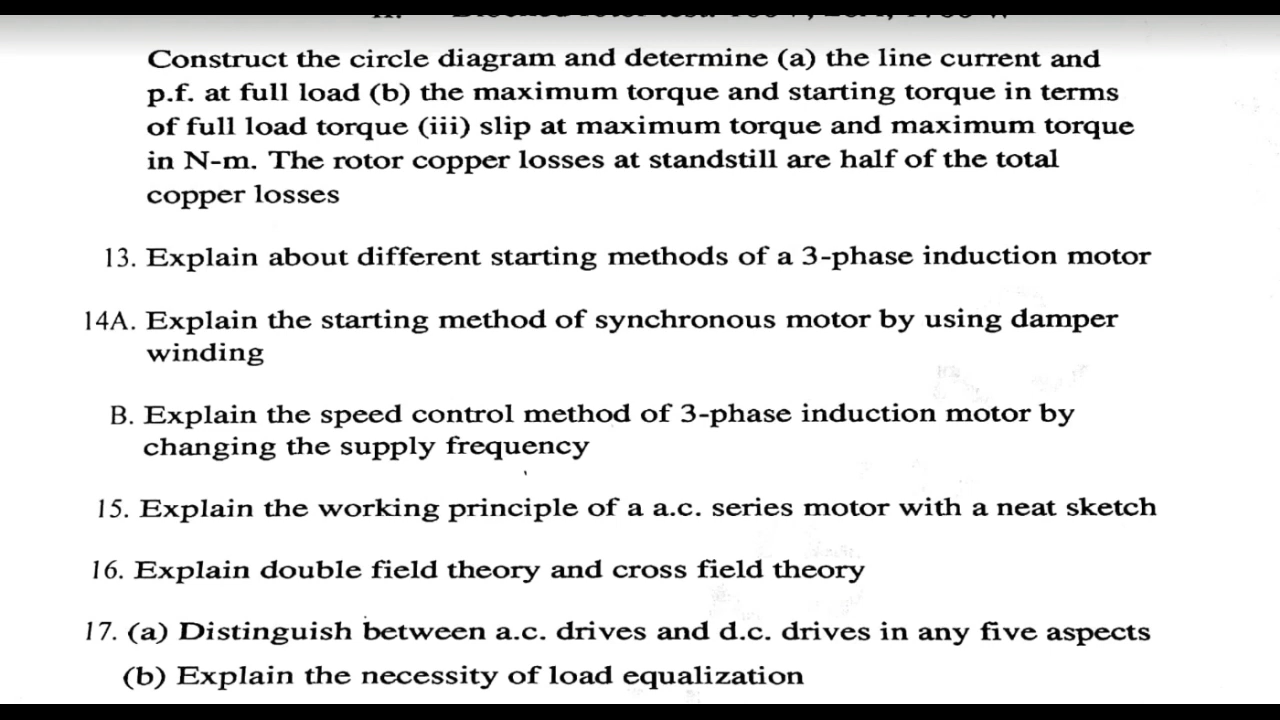 Construct the circle diagram and determine (a) the line current and
p.f. at full load (b) the maximum torque and starting torque in terms
of full load torque (iii) slip at maximum torque and maximum torque
in N-m. The rotor copper losses at standstill are half of the total
copper losses
13. Explain about different starting methods of a 3-phase induction motor
14A. Explain the starting method of synchronous motor by using damper
winding
B. Explain the speed control method of 3-phase induction motor by
changing the supply frequency
15. Explain the working principle of a a.c. series motor with a neat sketch
16. Explain double field theory and cross field theory
17. (a) Distinguish between a.c. drives and d.c. drives in any five aspects
(b) Explain the necessity of load equalization